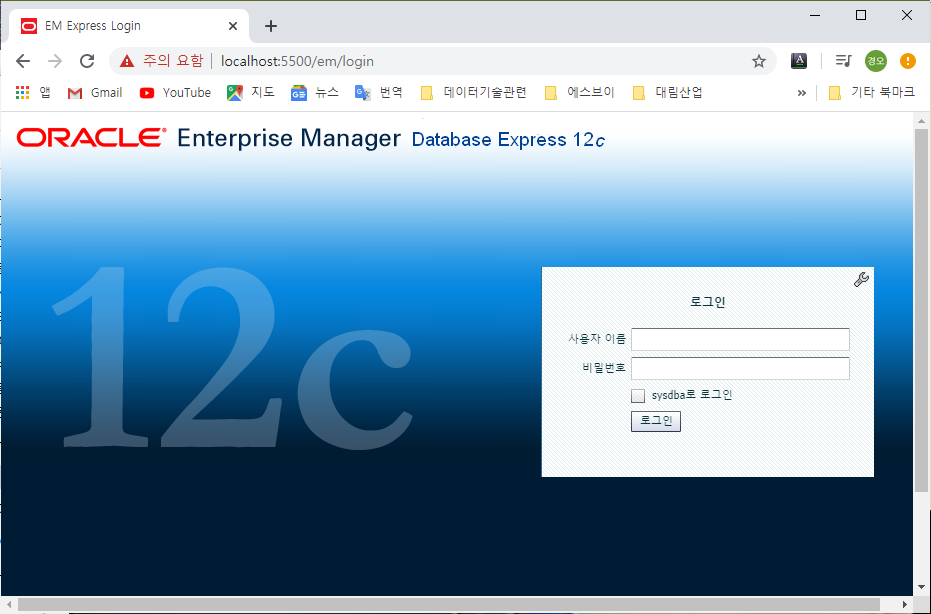 EM Express Login
주의 요함 localhost:5500/em/login
경오
앱 Gmail YouTube 지도 뉴스 번역 데이터기술관련 에스브이 대림산업 » 기타 북마크
ORACLE® Enterprise Manager Database Express 12c
12c
로그인
사용자 이름
비밀번호
sysdba로 로그인
로그인